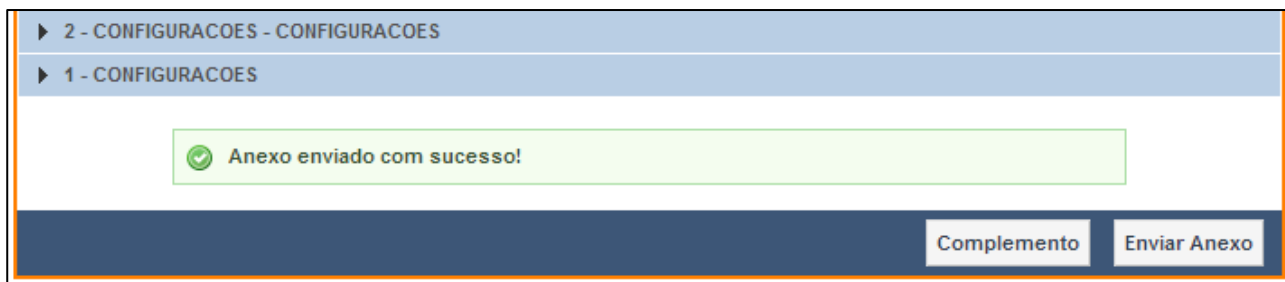 2 - CONFIGURACOES - CONFIGURACOES
1 - CONFIGURACOES
Anexo enviado com sucesso!
Complemento Enviar Anexo